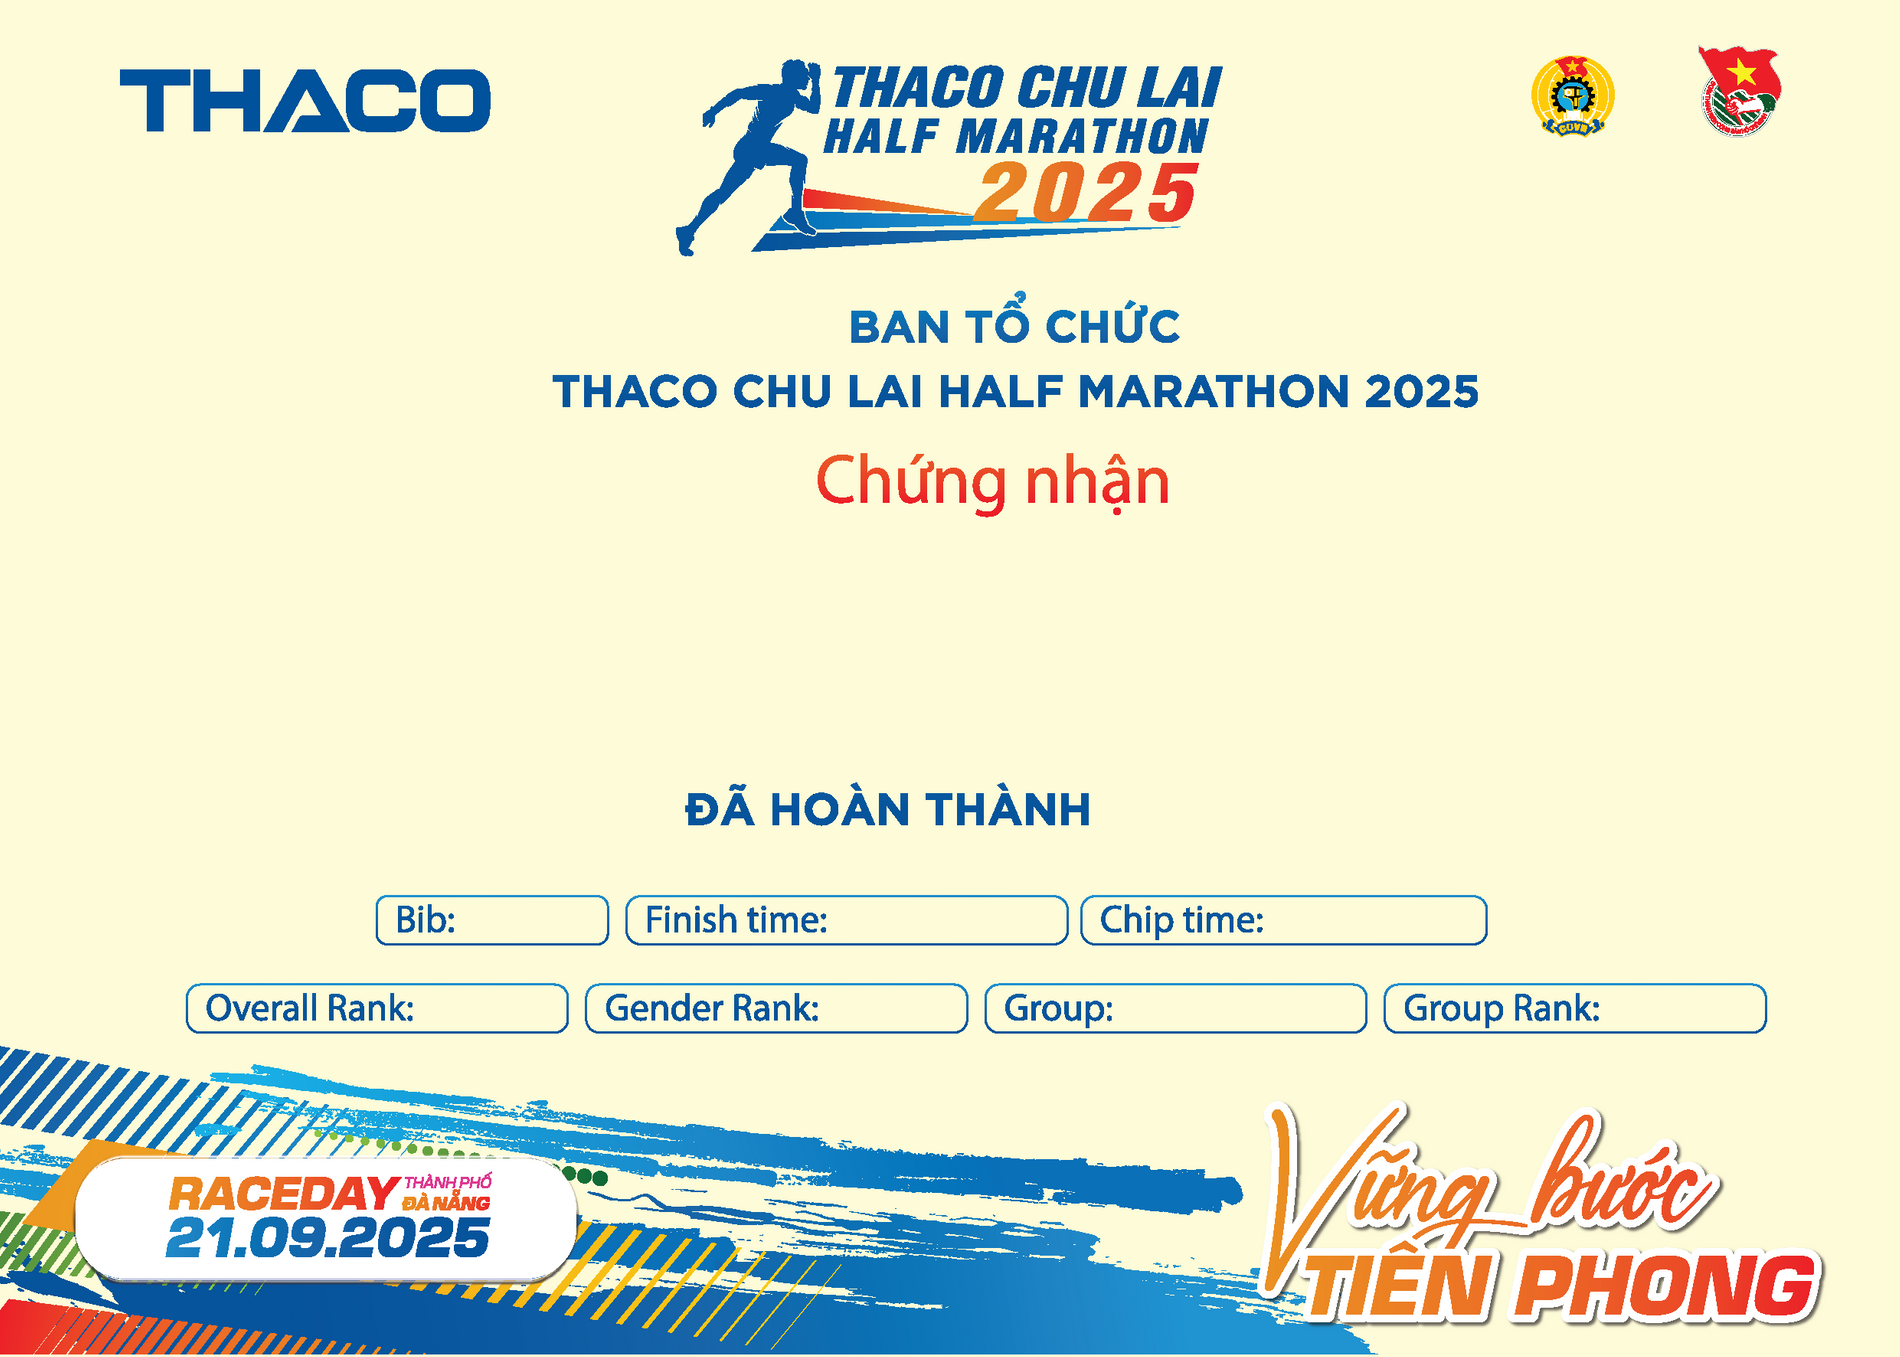 THACO
THACO CHU LAI
HALF MARATHON
2025
CĐVN
BAN TỔ CHỨC
THACO CHU LAI HALF MARATHON 2025
Chứng nhận
ĐÃ HOÀN THÀNH
Bib:
Finish time:
Chip time:
Overall Rank:
Gender Rank:
Group:
Group Rank:
RACEDAY THÀNH PHỐ
ĐÀ NẴNG
21.09.2025
Vững bước
TIÊN PHONG